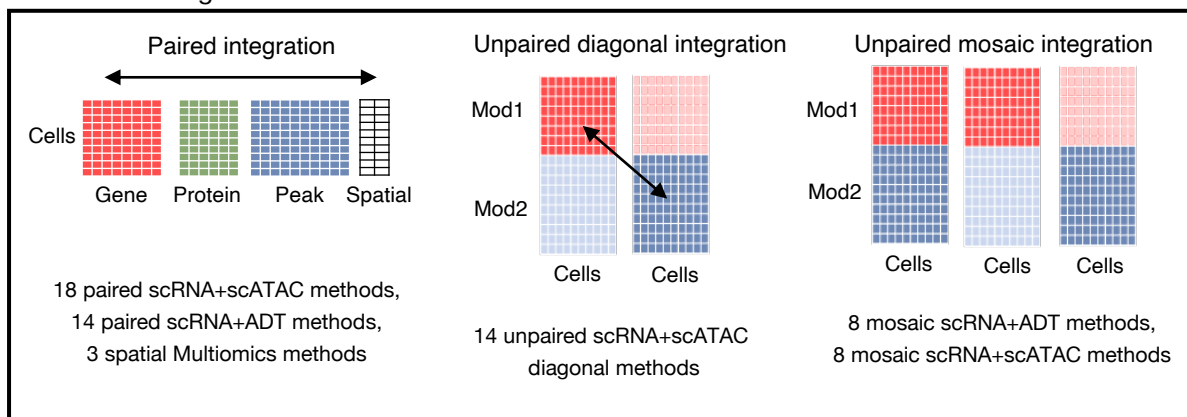 Paired integration
Cells
Gene Protein Peak Spatial
18 paired scRNA+scATAC methods,
14 paired scRNA+ADT methods,
3 spatial Multiomics methods
Unpaired diagonal integration
Mod1
Mod2
Cells Cells
14 unpaired scRNA+scATAC
diagonal methods
Unpaired mosaic integration
Mod1
Mod2
Cells Cells Cells
8 mosaic scRNA+ADT methods,
8 mosaic scRNA+scATAC methods